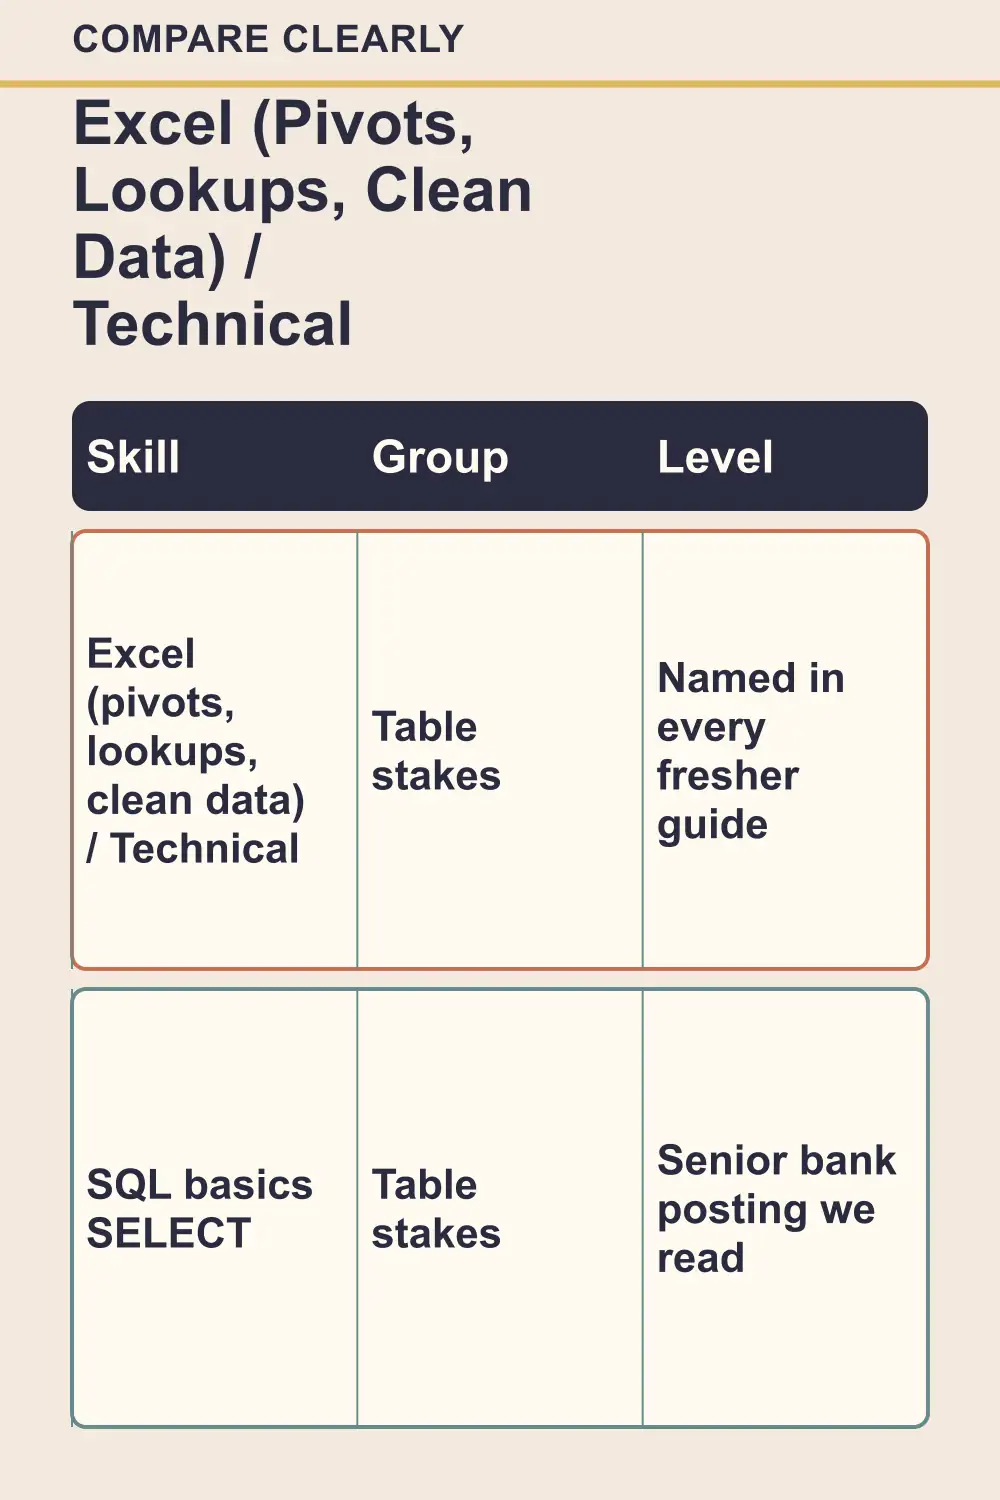 COMPARE CLEARLY
Excel (Pivots,
Lookups, Clean
Data) /
Technical
Skill Group Level
Excel
(pivots,
lookups,
clean data)
/ Technical
Table
stakes
Named in
every
fresher
guide
SQL basics
SELECT
Table
stakes
Senior bank
posting we
read